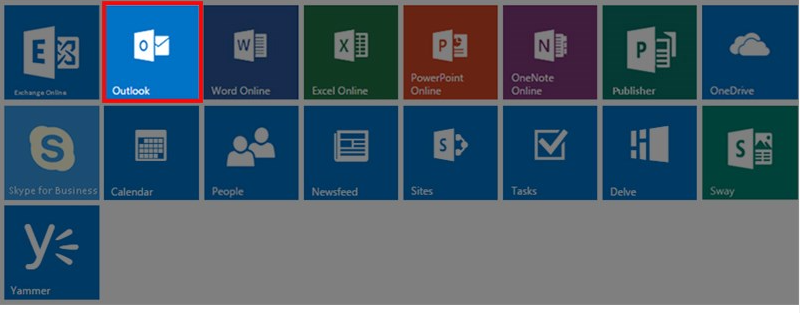 E
Exchange Online
O
Outlook
W
Word Online
X
Excel Online
P
PowerPoint
Online
N
OneNote
Online
P
Publisher
OneDrive
S
Skype for Business
Calendar
People
Newsfeed
S
Sites
Tasks
Delve
S
Sway
Y
Yammer